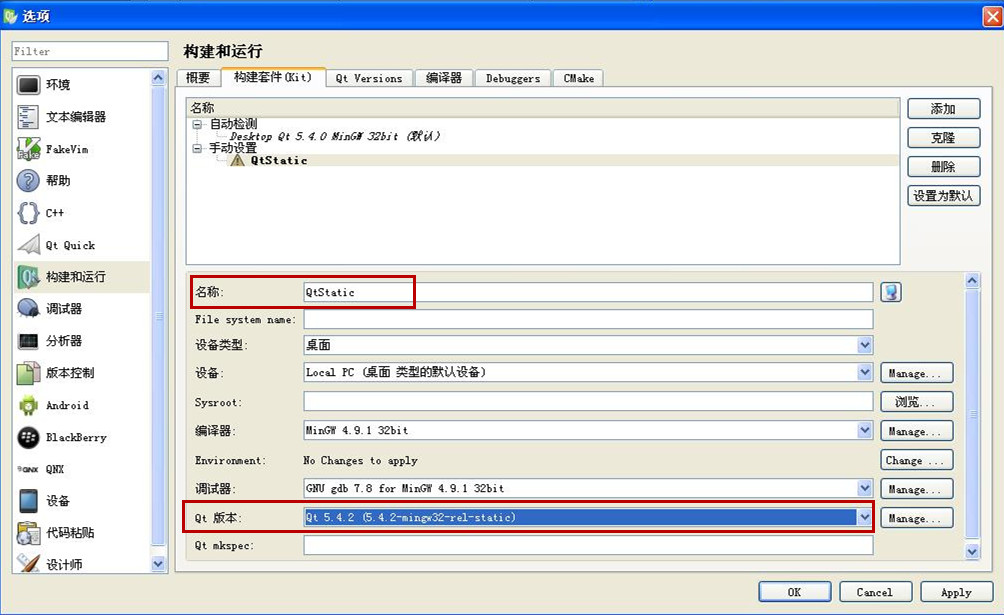 选项
Filter
环境
文本编辑器
FakeVim
帮助
C++
Qt Quick
构建和运行
调试器
分析器
版本控制
Android
BlackBerry
QNX
设备
代码粘贴
设计师
构建和运行
概要 构建套件(Kit) Qt Versions 编译器 Debuggers CMake
名称
自动检测
Desktop Qt 5.4.0 MinGW 32bit (默认)
手动设置
QtStatic
添加
克隆
删除
设置为默认
名称: QtStatic
File system name:
设备类型: 桌面
设备: Local PC (桌面 类型的默认设备) Manage...
Sysroot: 浏览...
编译器: MinGW 4.9.1 32bit Manage...
Environment: No Changes to apply Change ...
调试器: GNU gdb 7.8 for MinGW 4.9.1 32bit Manage...
Qt 版本: Qt 5.4.2 (5.4.2-mingw32-rel-static) Manage...
Qt mkspec:
OK Cancel Apply